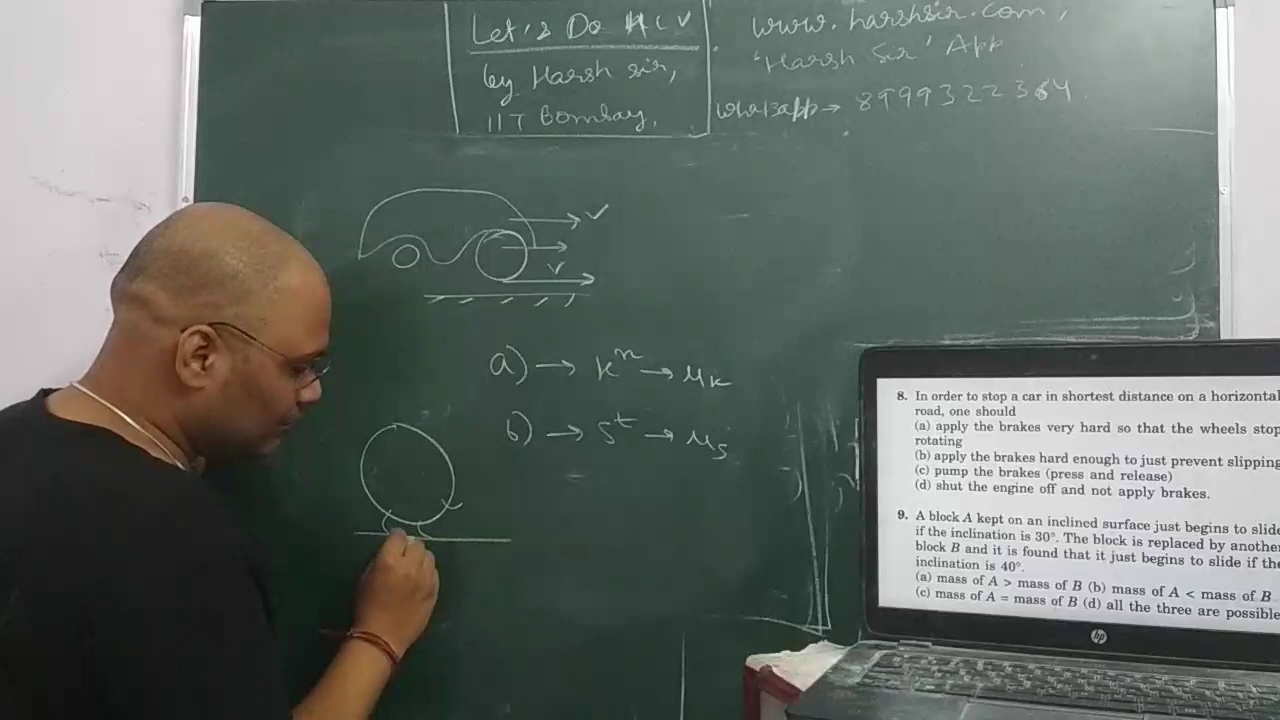 Let's Do HCV
by Harsh sir,
IIT Bombay,
www.harshsir.com,
'Harsh Sir' App
whatsapp → 8999322364
v
v
a) → kⁿ → μₖ
b) → sᵗ → μₛ
8. In order to stop a car in shortest distance on a horizontal
road, one should
(a) apply the brakes very hard so that the wheels stop
rotating
(b) apply the brakes hard enough to just prevent slipping
(c) pump the brakes (press and release)
(d) shut the engine off and not apply brakes.
9. A block A kept on an inclined surface just begins to slide
if the inclination is 30°. The block is replaced by another
block B and it is found that it just begins to slide if the
inclination is 40°.
(a) mass of A > mass of B (b) mass of A < mass of B
(c) mass of A = mass of B (d) all the three are possible
hp